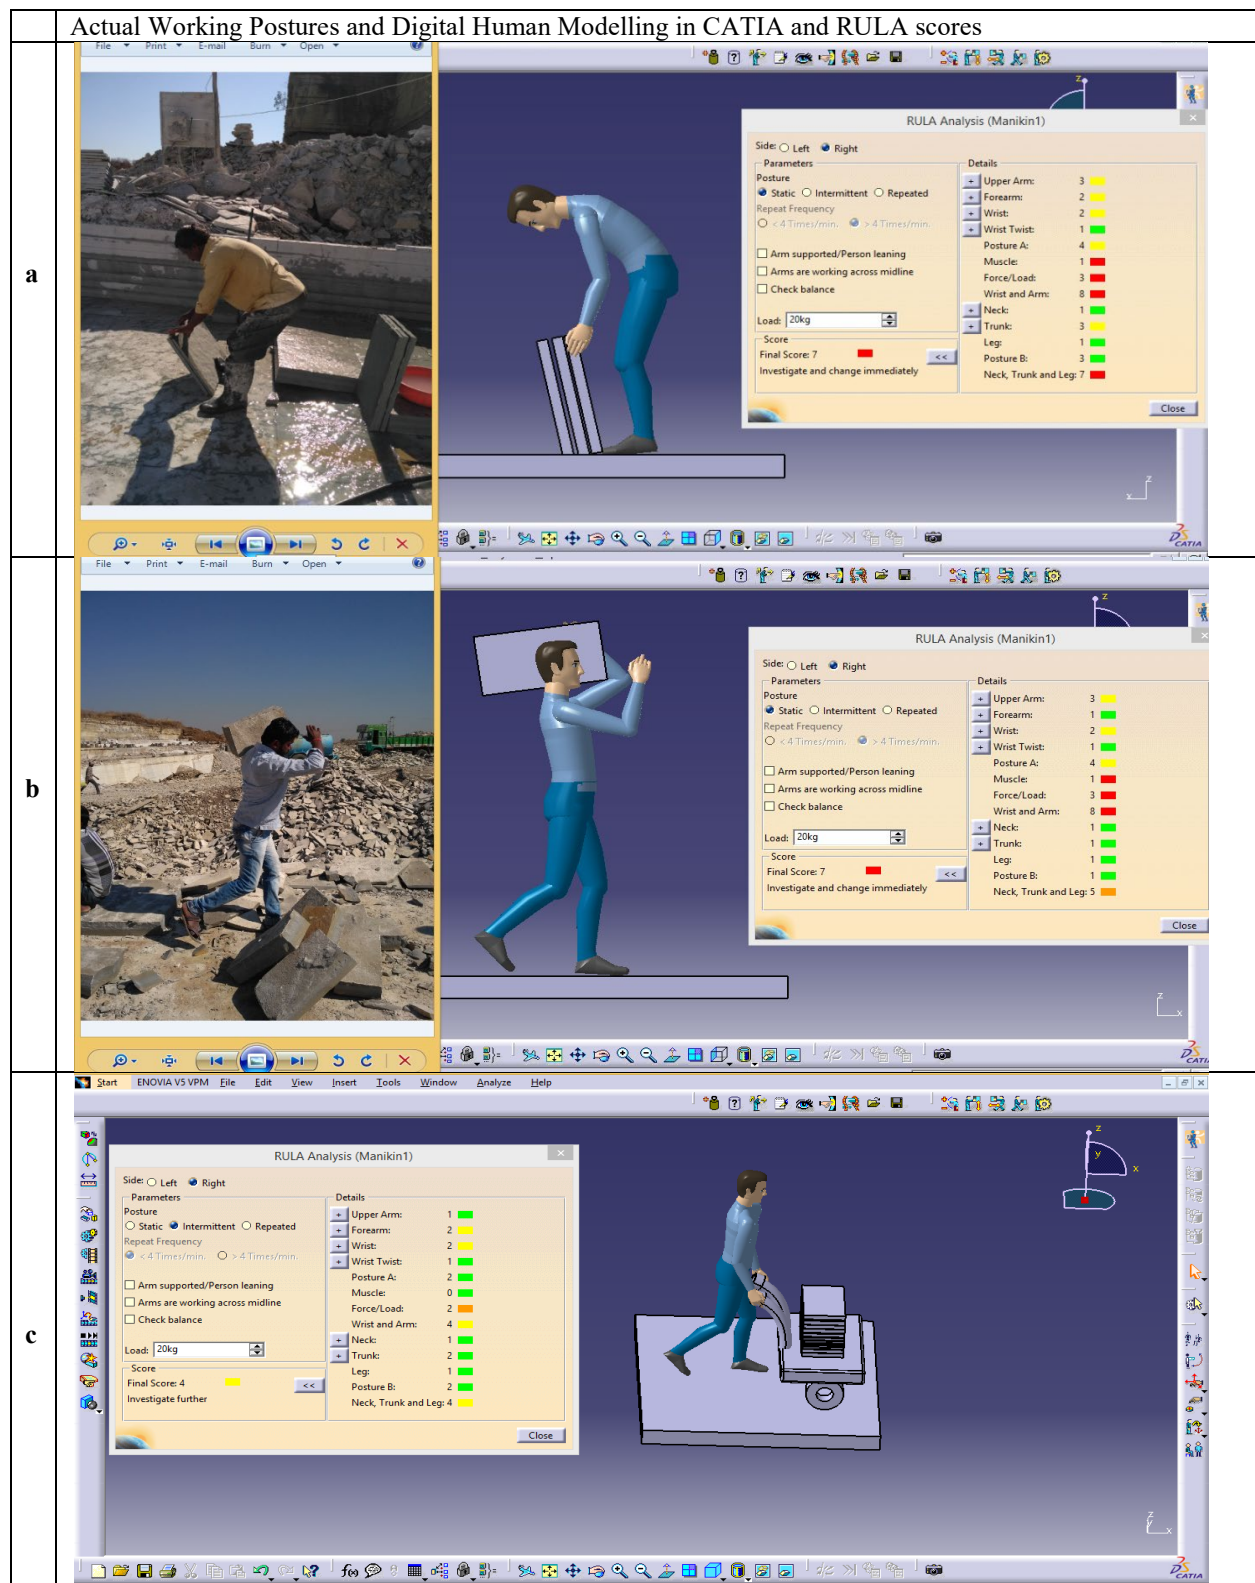 Actual Working Postures and Digital Human Modelling in CATIA and RULA scores
a
File Print E-mail Burn Open
RULA Analysis (Manikin1)
Side: Left Right
Parameters
Posture
Static Intermittent Repeated
Repeat Frequency
< 4 Times/min. > 4 Times/min.
Arm supported/Person leaning
Arms are working across midline
Check balance
Load: 20kg
Score
Final Score: 7
<<
Investigate and change immediately
Details
+ Upper Arm: 3
+ Forearm: 2
+ Wrist: 2
+ Wrist Twist: 1
Posture A: 4
Muscle: 1
Force/Load: 3
Wrist and Arm: 8
+ Neck: 1
+ Trunk: 3
Leg: 1
Posture B: 3
Neck, Trunk and Leg: 7
Close
z
z
x
CATIA
b
File Print E-mail Burn Open
RULA Analysis (Manikin1)
Side: Left Right
Parameters
Posture
Static Intermittent Repeated
Repeat Frequency
< 4 Times/min. > 4 Times/min.
Arm supported/Person leaning
Arms are working across midline
Check balance
Load: 20kg
Score
Final Score: 7
<<
Investigate and change immediately
Details
+ Upper Arm: 3
+ Forearm: 1
+ Wrist: 2
+ Wrist Twist: 1
Posture A: 4
Muscle: 1
Force/Load: 3
Wrist and Arm: 8
+ Neck: 1
+ Trunk: 1
Leg: 1
Posture B: 1
Neck, Trunk and Leg: 5
Close
z
z
x
CATIA
c
Start ENOVIA V5 VPM File Edit View Insert Tools Window Analyze Help
RULA Analysis (Manikin1)
Side: Left Right
Parameters
Posture
Static Intermittent Repeated
Repeat Frequency
< 4 Times/min. > 4 Times/min.
Arm supported/Person leaning
Arms are working across midline
Check balance
Load: 20kg
Score
Final Score: 4
<<
Investigate further
Details
+ Upper Arm: 1
+ Forearm: 2
+ Wrist: 2
+ Wrist Twist: 1
Posture A: 2
Muscle: 0
Force/Load: 2
Wrist and Arm: 4
+ Neck: 1
+ Trunk: 2
Leg: 1
Posture B: 2
Neck, Trunk and Leg: 4
Close
z
y
x
z
y
x
f(x)
CATIA